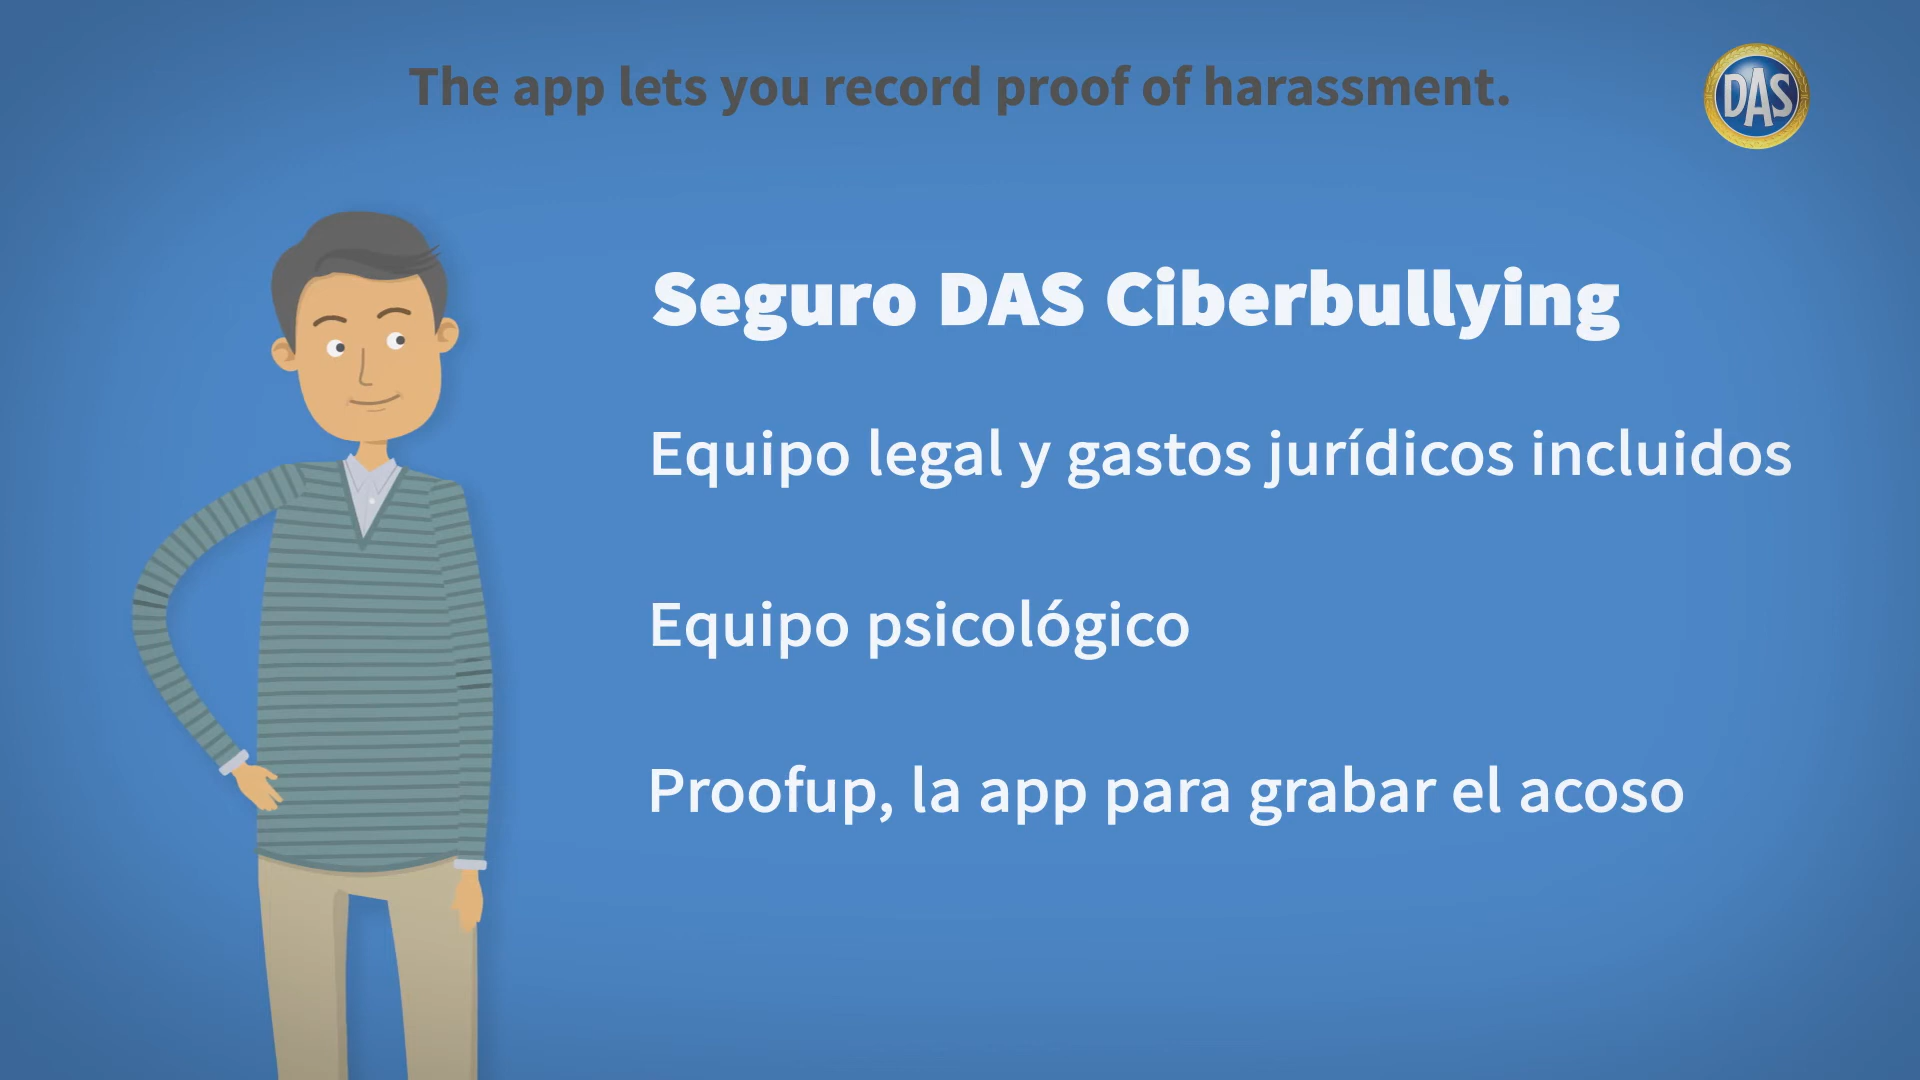 The app lets you record proof of harassment.
DAS
Seguro DAS Ciberbullying
Equipo legal y gastos jurídicos incluidos
Equipo psicológico
Proofup, la app para grabar el acoso